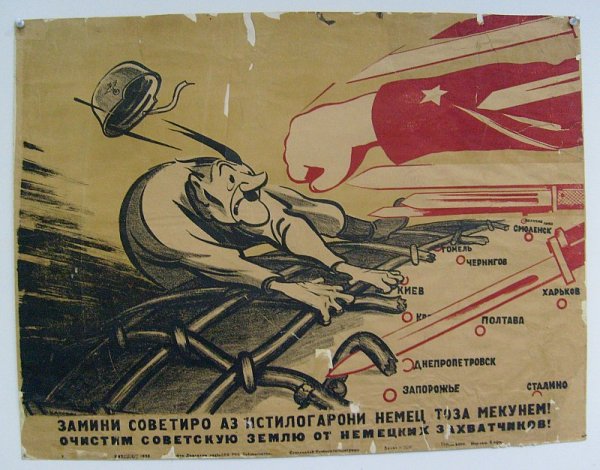 СМОЛЕНСК
ГОМЕЛЬ
ЧЕРНИГОВ
КИЕВ
ХАРЬКОВ
ПОЛТАВА
ДНЕПРОПЕТРОВСК
ЗАПОРОЖЬЕ
СТАЛИНО
ЗАМИНИ СОВЕТИРО АЗ ИСТИЛОГАРОНИ НЕМЕЦ ТОЗА МЕКУНЕМ!
ОЧИСТИМ СОВЕТСКУЮ ЗЕМЛЮ ОТ НЕМЕЦКИХ ЗАХВАТЧИКОВ!